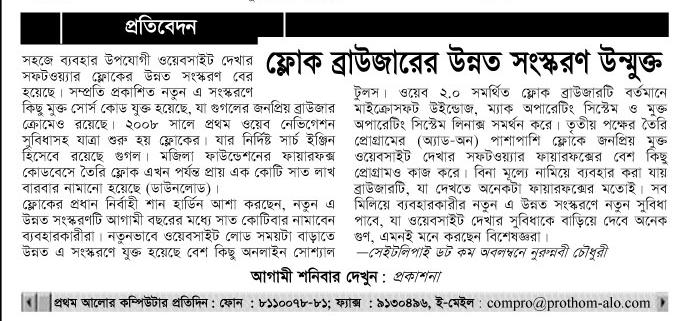 প্রতিবেদন
ফ্লোক ব্রাউজারের উন্নত সংস্করণ উন্মুক্ত
সহজে ব্যবহার উপযোগী ওয়েবসাইট দেখার
সফটওয়্যার ফ্লোকের উন্নত সংস্করণ বের
হয়েছে। সম্প্রতি প্রকাশিত নতুন এ সংস্করণে
কিছু মুক্ত সোর্স কোড যুক্ত হয়েছে, যা গুগলের জনপ্রিয় ব্রাউজার
ক্রোমেও রয়েছে। ২০০৮ সালে প্রথম ওয়েব নেভিগেশন
সুবিধাসহ যাত্রা শুরু হয় ফ্লোকের। যার নির্দিষ্ট সার্চ ইঞ্জিন
হিসেবে রয়েছে গুগল। মজিলা ফাউন্ডেশনের ফায়ারফক্স
কোডবেসে তৈরি ফ্লোক এখন পর্যন্ত প্রায় এক কোটি সাত লাখ
বারবার নামানো হয়েছে (ডাউনলোড)।
ফ্লোকের প্রধান নির্বাহী শান হার্ডিন আশা করছেন, নতুন এ
উন্নত সংস্করণটি আগামী বছরের মধ্যে সাত কোটিবার নামাবেন
ব্যবহারকারীরা। নতুনভাবে ওয়েবসাইট লোড সময়টা বাড়াতে
উন্নত এ সংস্করণে যুক্ত হয়েছে বেশ কিছু অনলাইন সোশ্যাল
টুলস। ওয়েব ২.০ সমর্থিত ফ্লোক ব্রাউজারটি বর্তমানে
মাইক্রোসফট উইন্ডোজ, ম্যাক অপারেটিং সিস্টেম ও মুক্ত
অপারেটিং সিস্টেম লিনাক্স সমর্থন করে। তৃতীয় পক্ষের তৈরি
প্রোগ্রামের (অ্যাড-অন) পাশাপাশি ফ্লোকে জনপ্রিয় মুক্ত
ওয়েবসাইট দেখার সফটওয়্যার ফায়ারফক্সের বেশ কিছু
প্রোগ্রামও কাজ করে। বিনা মূল্যে নামিয়ে ব্যবহার করা যায়
ব্রাউজারটি, যা দেখতে অনেকটা ফায়ারফক্সের মতোই। সব
মিলিয়ে ব্যবহারকারীর নতুন এ উন্নত সংস্করণে নতুন সুবিধা
পাবে, যা ওয়েবসাইট দেখার সুবিধাকে বাড়িয়ে দেবে অনেক
গুণ, এমনই মনে করছেন বিশেষজ্ঞরা।
—সেইটলিপাই ডট কম অবলম্বনে নুরুন্নবী চৌধুরী
আগামী শনিবার দেখুন : প্রকাশনা
প্রথম আলোর কম্পিউটার প্রতিদিন : ফোন : ৮১১০০৭৮-৮১; ফ্যাক্স : ৯১৩০৪৯৬, ই-মেইল : compro@prothom-alo.com